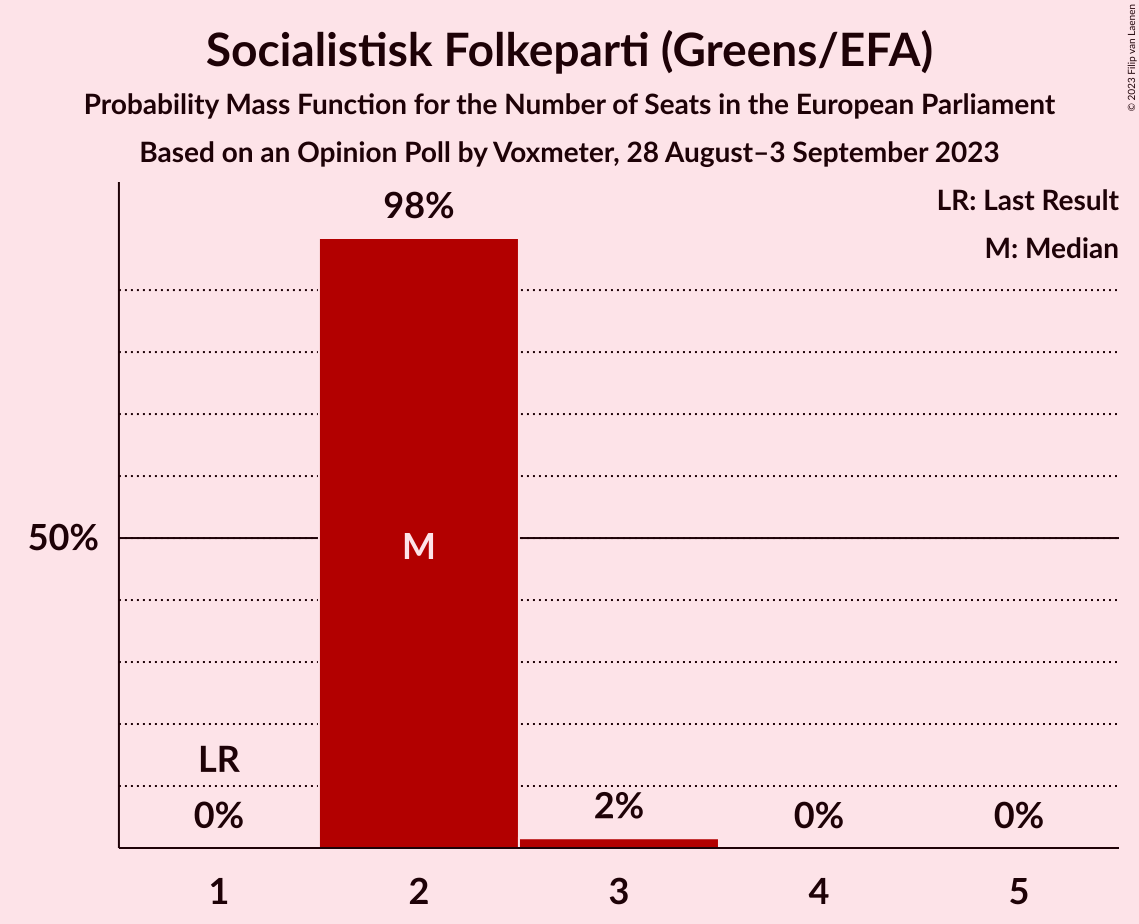 Socialistisk Folkeparti (Greens/EFA)
Probability Mass Function for the Number of Seats in the European Parliament
Based on an Opinion Poll by Voxmeter, 28 August–3 September 2023
© 2023 Filip van Laenen
LR: Last Result
M: Median
98%
50%
M
LR
0%
2%
0%
0%
1
2
3
4
5